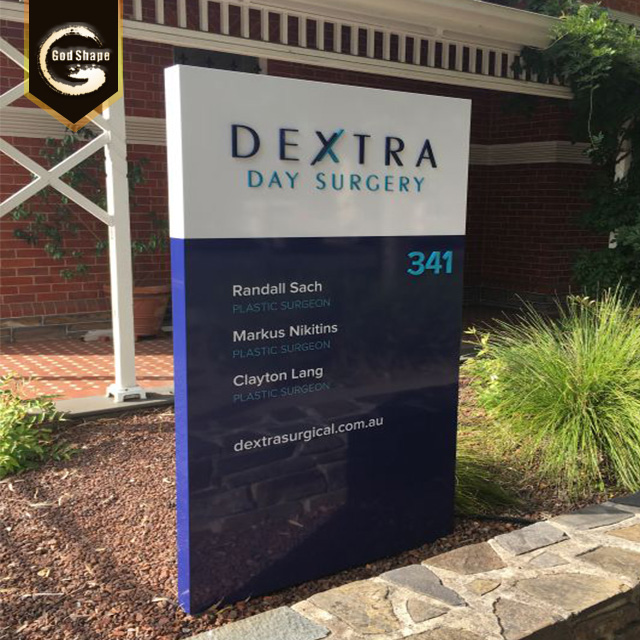 God Shape
DEXTRA
DAY SURGERY
341
Randall Sach
PLASTIC SURGEON
Markus Nikitins
PLASTIC SURGEON
Clayton Lang
PLASTIC SURGEON
dextrasurgical.com.au